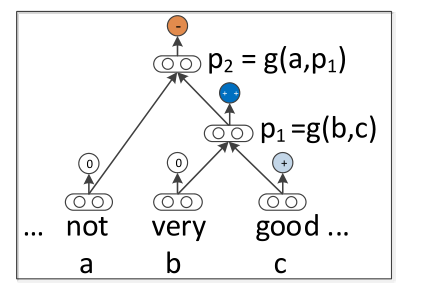 -
p₂ = g(a,p₁)
+ +
p₁ =g(b,c)
0 0 +
... not very good ...
a b c